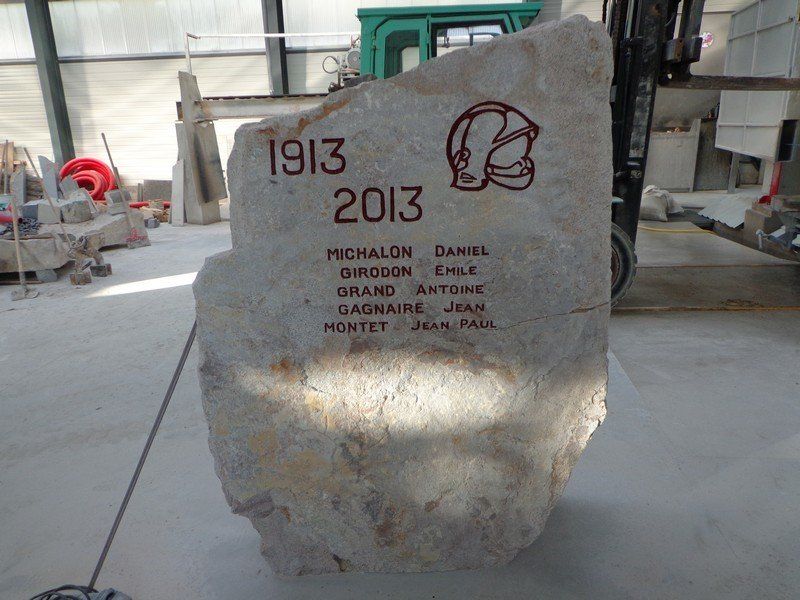 1913
2013
MICHALON DANIEL
GIRODON EMILE
GRAND ANTOINE
GAGNAIRE JEAN
MONTET JEAN PAUL